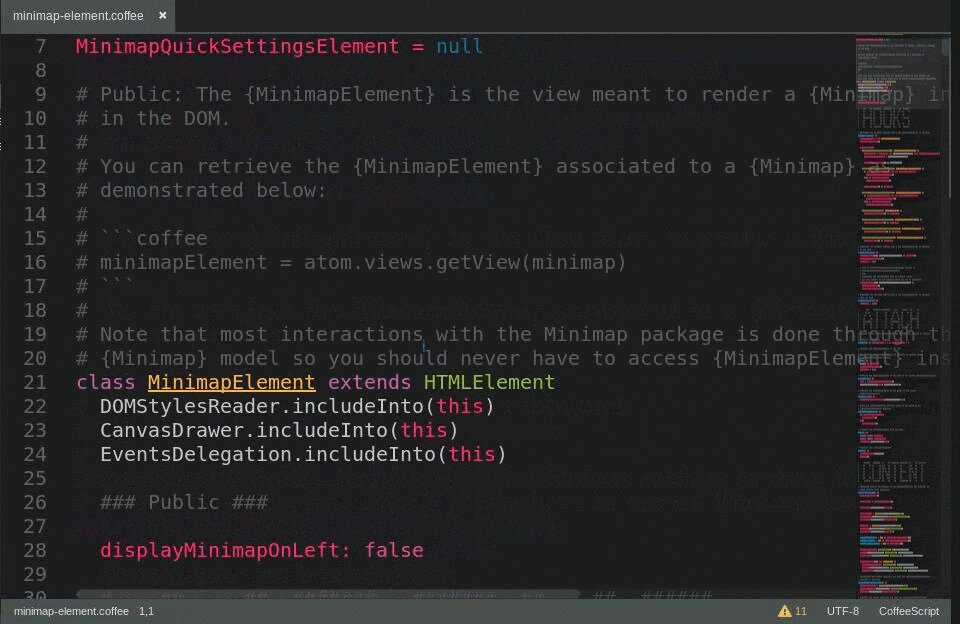 minimap-element.coffee ×
7 MinimapQuickSettingsElement = null
8
9 # Public: The {MinimapElement} is the view meant to render a {Minimap} in
10 # in the DOM.
11 #
12 # You can retrieve the {MinimapElement} associated to a {Minimap}
13 # demonstrated below:
14 #
15 # ```coffee
16 # minimapElement = atom.views.getView(minimap)
17 # ```
18 #
19 # Note that most interactions with the Minimap package is done through th
20 # {Minimap} model so you should never have to access {MinimapElement} ins
21 class MinimapElement extends HTMLElement
22 DOMStylesReader.includeInto(this)
23 CanvasDrawer.includeInto(this)
24 EventsDelegation.includeInto(this)
25
26 ### Public ###
27
28 displayMinimapOnLeft: false
29
30
HOOKS
ATTACH
CONTENT
minimap-element.coffee 1,1 11 UTF-8 CoffeeScript